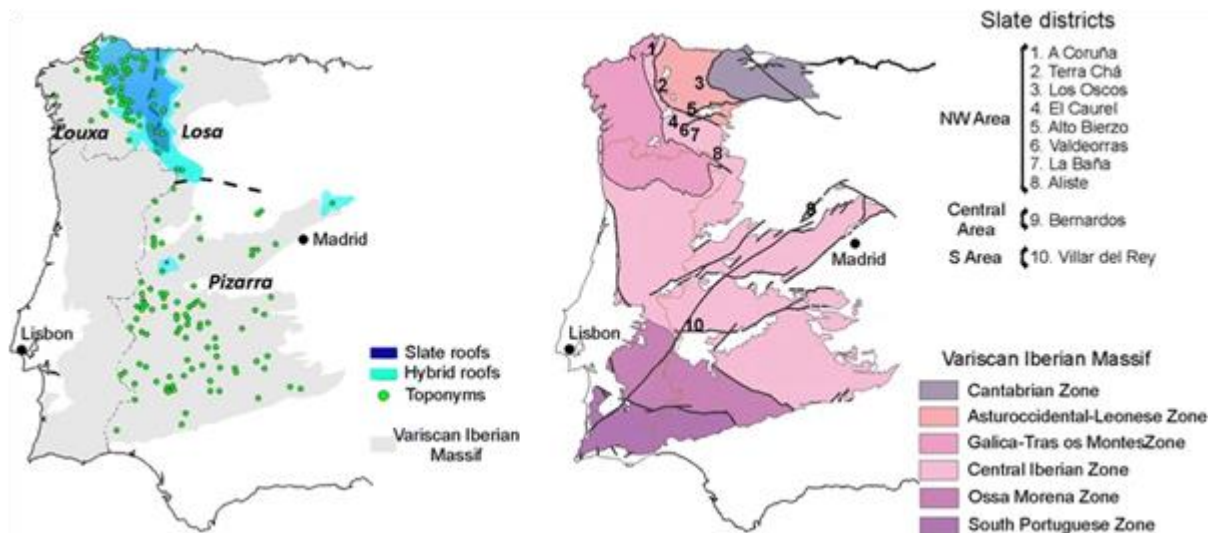 Louxa
Losa
Pizarra
Madrid
Lisbon
Slate roofs
Hybrid roofs
Toponyms
Variscan Iberian
Massif
Slate districts
1. A Coruña
2. Terra Chá
3. Los Oscos
4. El Caurel
5. Alto Bierzo
6. Valdeorras
7. La Baña
8. Aliste
NW Area
Central
Area
9. Bernardos
S Area
10. Villar del Rey
1
2
3
4
5
6
7
8
9
10
Madrid
Lisbon
Variscan Iberian Massif
Cantabrian Zone
Asturoccidental-Leonese Zone
Galica-Tras os MontesZone
Central Iberian Zone
Ossa Morena Zone
South Portuguese Zone